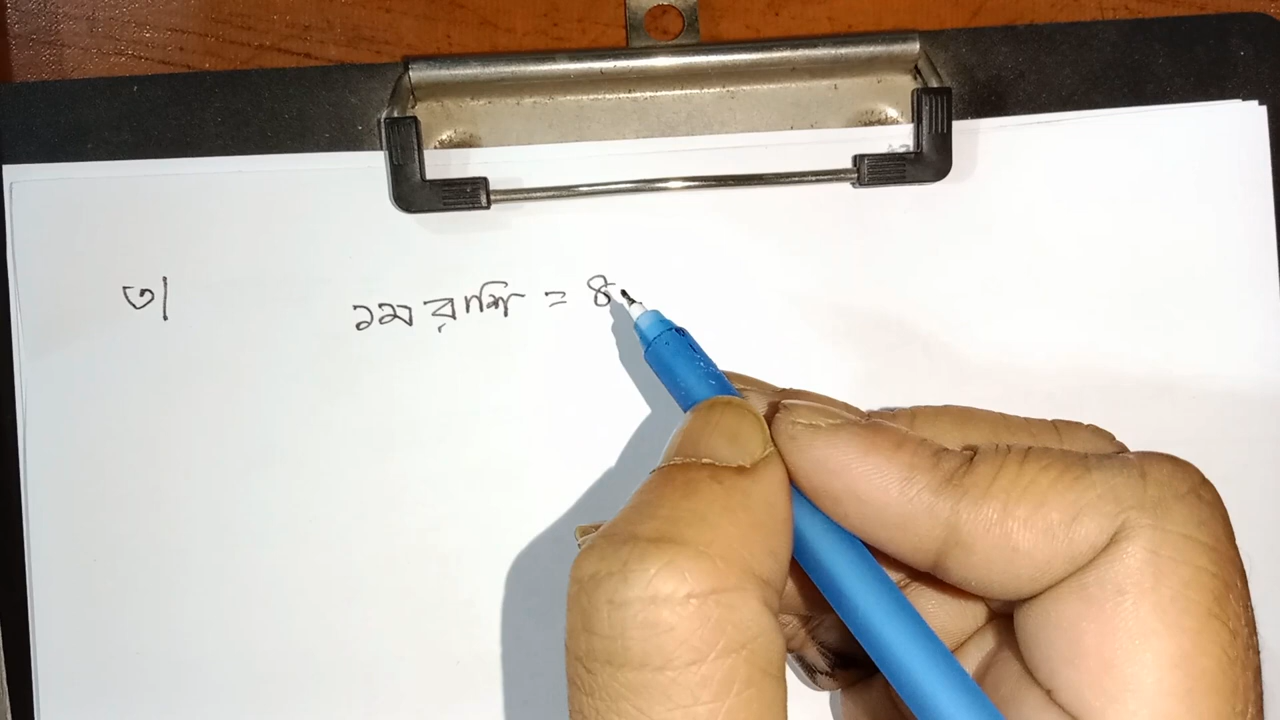 ৩। ১ম রাশি = ৪